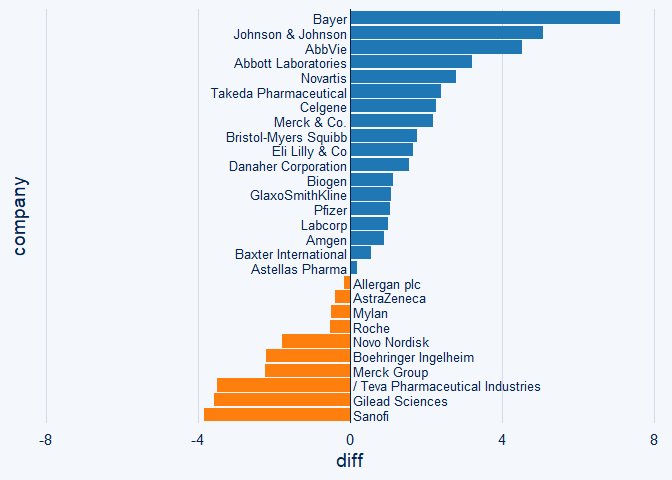 Bayer
Johnson & Johnson
AbbVie
Abbott Laboratories
Novartis
Takeda Pharmaceutical
Celgene
Merck & Co.
Bristol-Myers Squibb
Eli Lilly & Co
Danaher Corporation
Biogen
GlaxoSmithKline
Pfizer
Labcorp
Amgen
Baxter International
Astellas Pharma
Allergan plc
AstraZeneca
Mylan
Roche
Novo Nordisk
Boehringer Ingelheim
Merck Group
/ Teva Pharmaceutical Industries
Gilead Sciences
Sanofi
company
-8 -4 0 4 8
diff